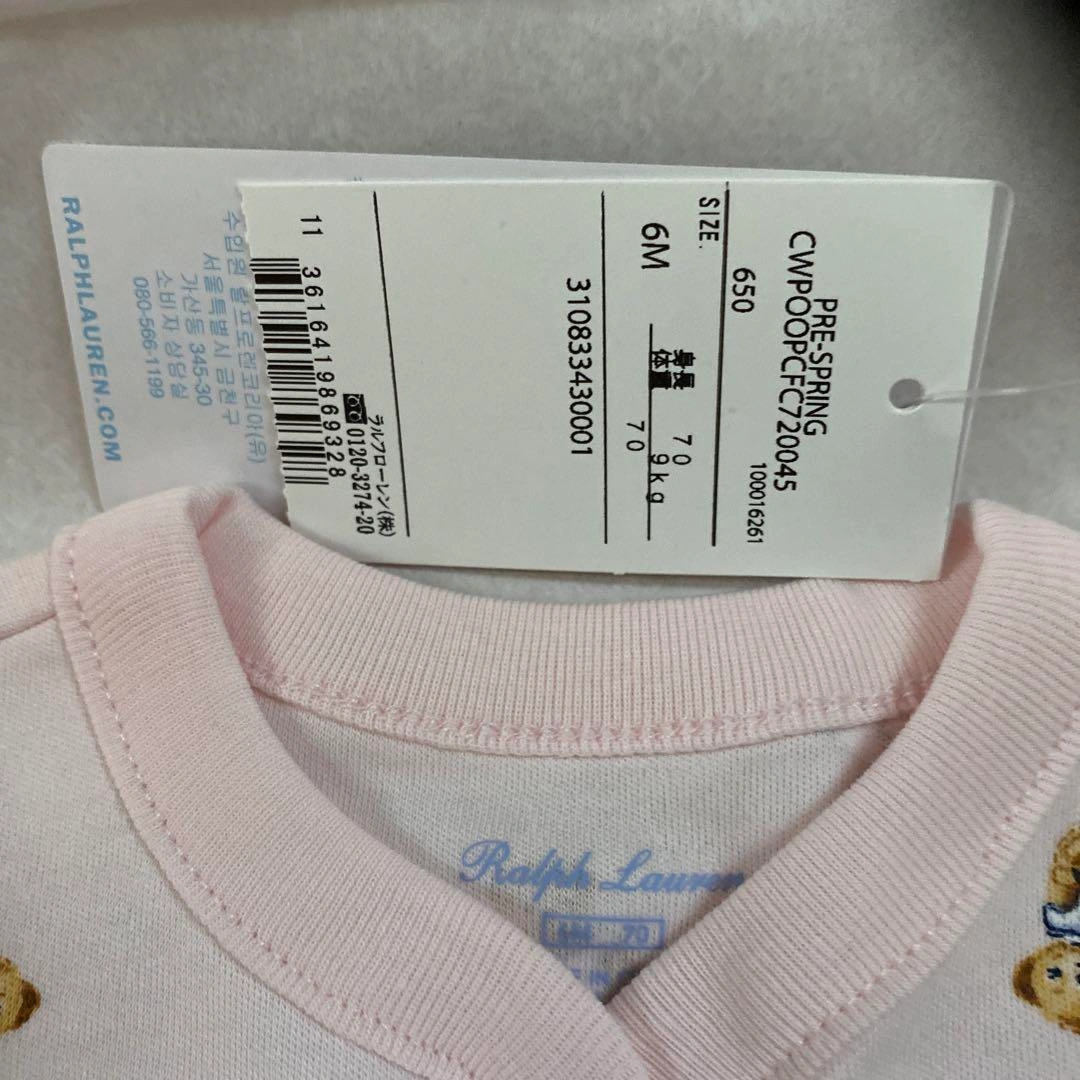 PRE-SPRING
CWPOOPCFC720045
100016261
650
SIZE.
6M
身長 70
体重 9kg
70
310833430001
ラルフローレン(株)
0120-3274-20
11 3616419869328
수입원 랄프로렌코리아(유)
서울특별시 금천구
가산동 345-30
소비자 상담실
080-566-1199
RALPHLAUREN.COM
Ralph Lauren
70